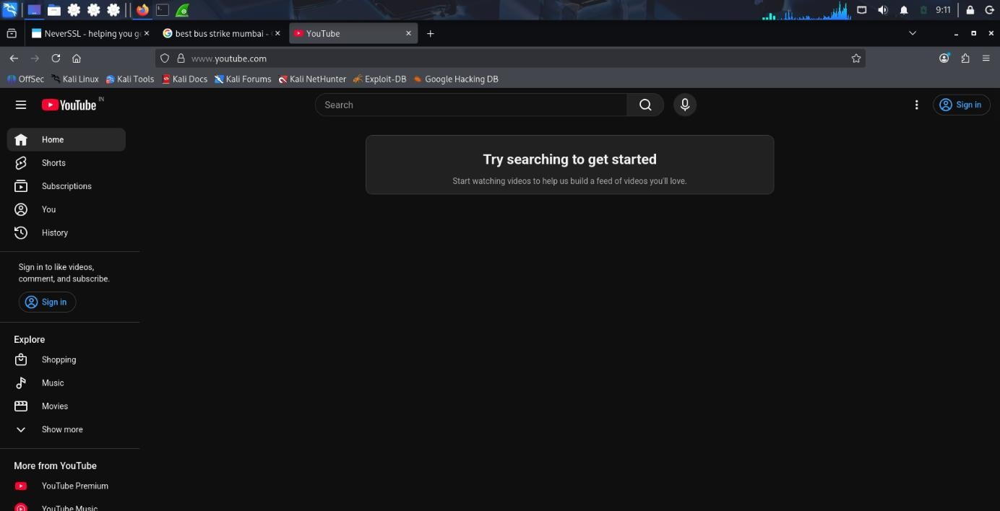 9:11
NeverSSL - helping you ge
best bus strike mumbai -
YouTube
www.youtube.com
OffSec
Kali Linux
Kali Tools
Kali Docs
Kali Forums
Kali NetHunter
Exploit-DB
Google Hacking DB
YouTube
IN
Search
Sign in
Home
Shorts
Subscriptions
You
History
Try searching to get started
Start watching videos to help us build a feed of videos you'll love.
Sign in to like videos,
comment, and subscribe.
Sign in
Explore
Shopping
Music
Movies
Show more
More from YouTube
YouTube Premium
YouTube Music